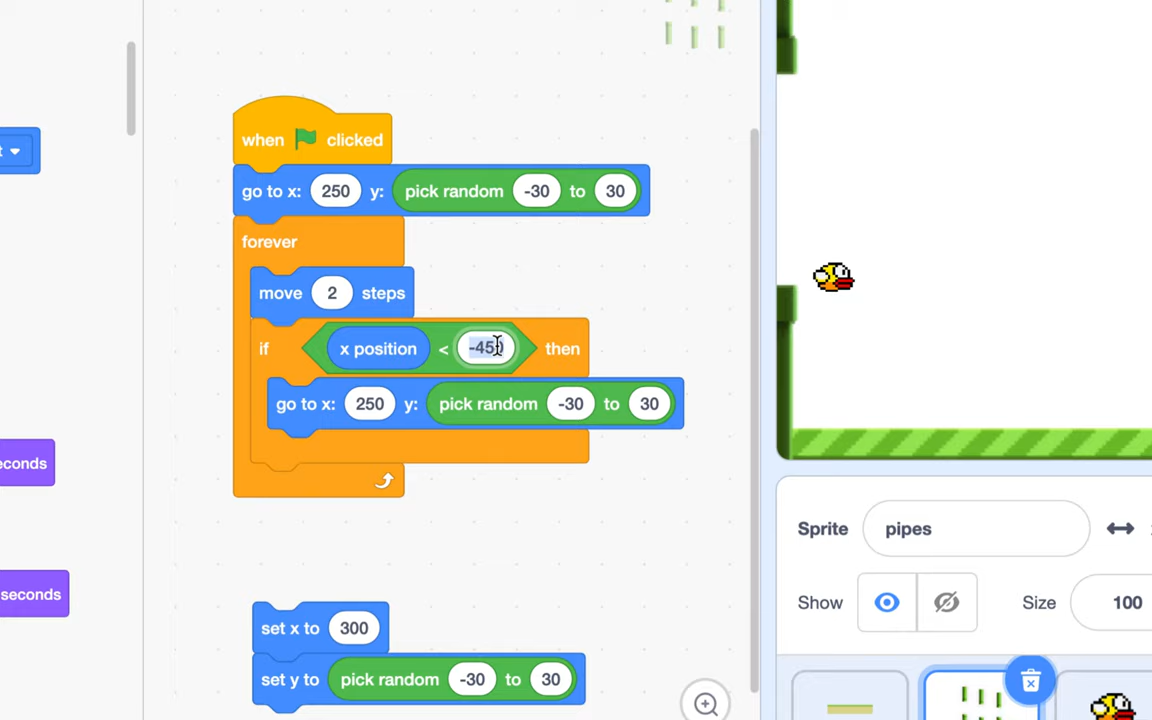 when clicked
go to x: 250 y: pick random -30 to 30
forever
move 2 steps
if x position < -450 then
go to x: 250 y: pick random -30 to 30
econds
seconds
set x to 300
set y to pick random -30 to 30
Sprite pipes
Show Size 100